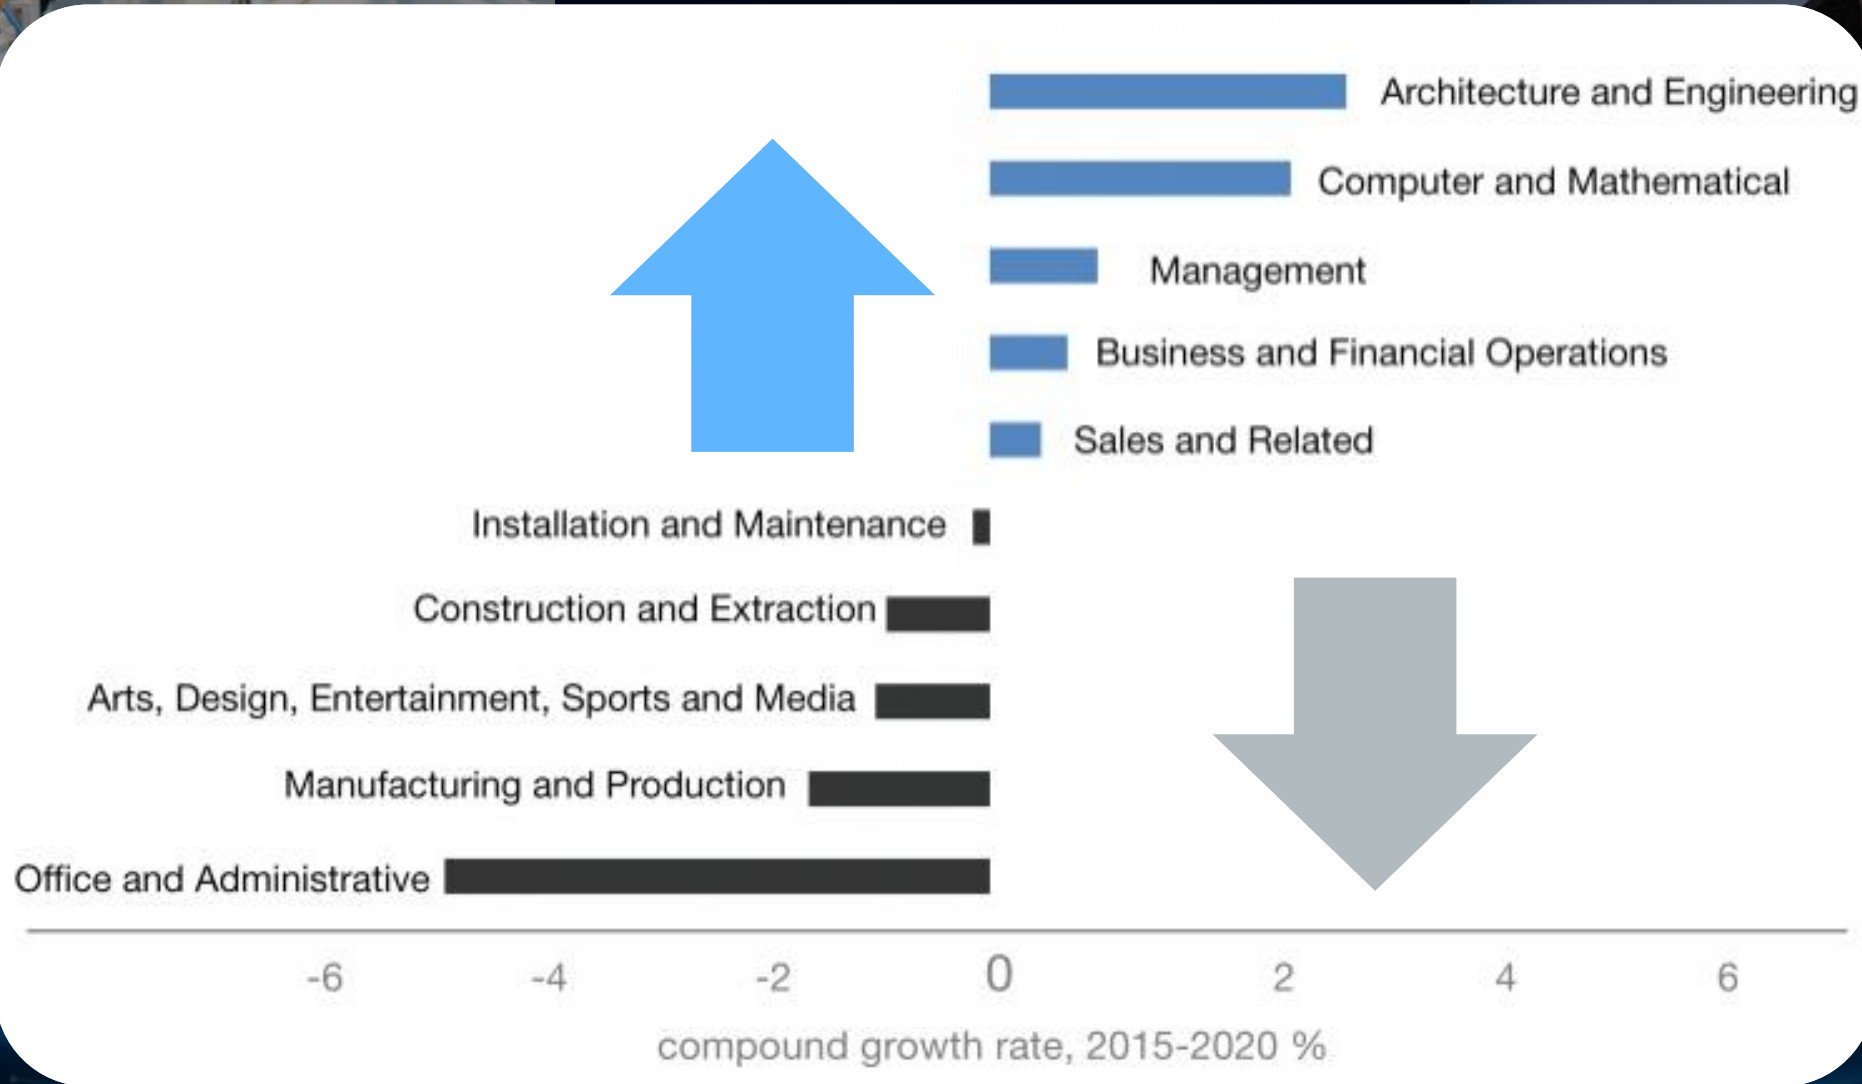 Architecture and Engineering
Computer and Mathematical
Management
Business and Financial Operations
Sales and Related
Installation and Maintenance
Construction and Extraction
Arts, Design, Entertainment, Sports and Media
Manufacturing and Production
Office and Administrative
-6 -4 -2 0 2 4 6
compound growth rate, 2015-2020 %